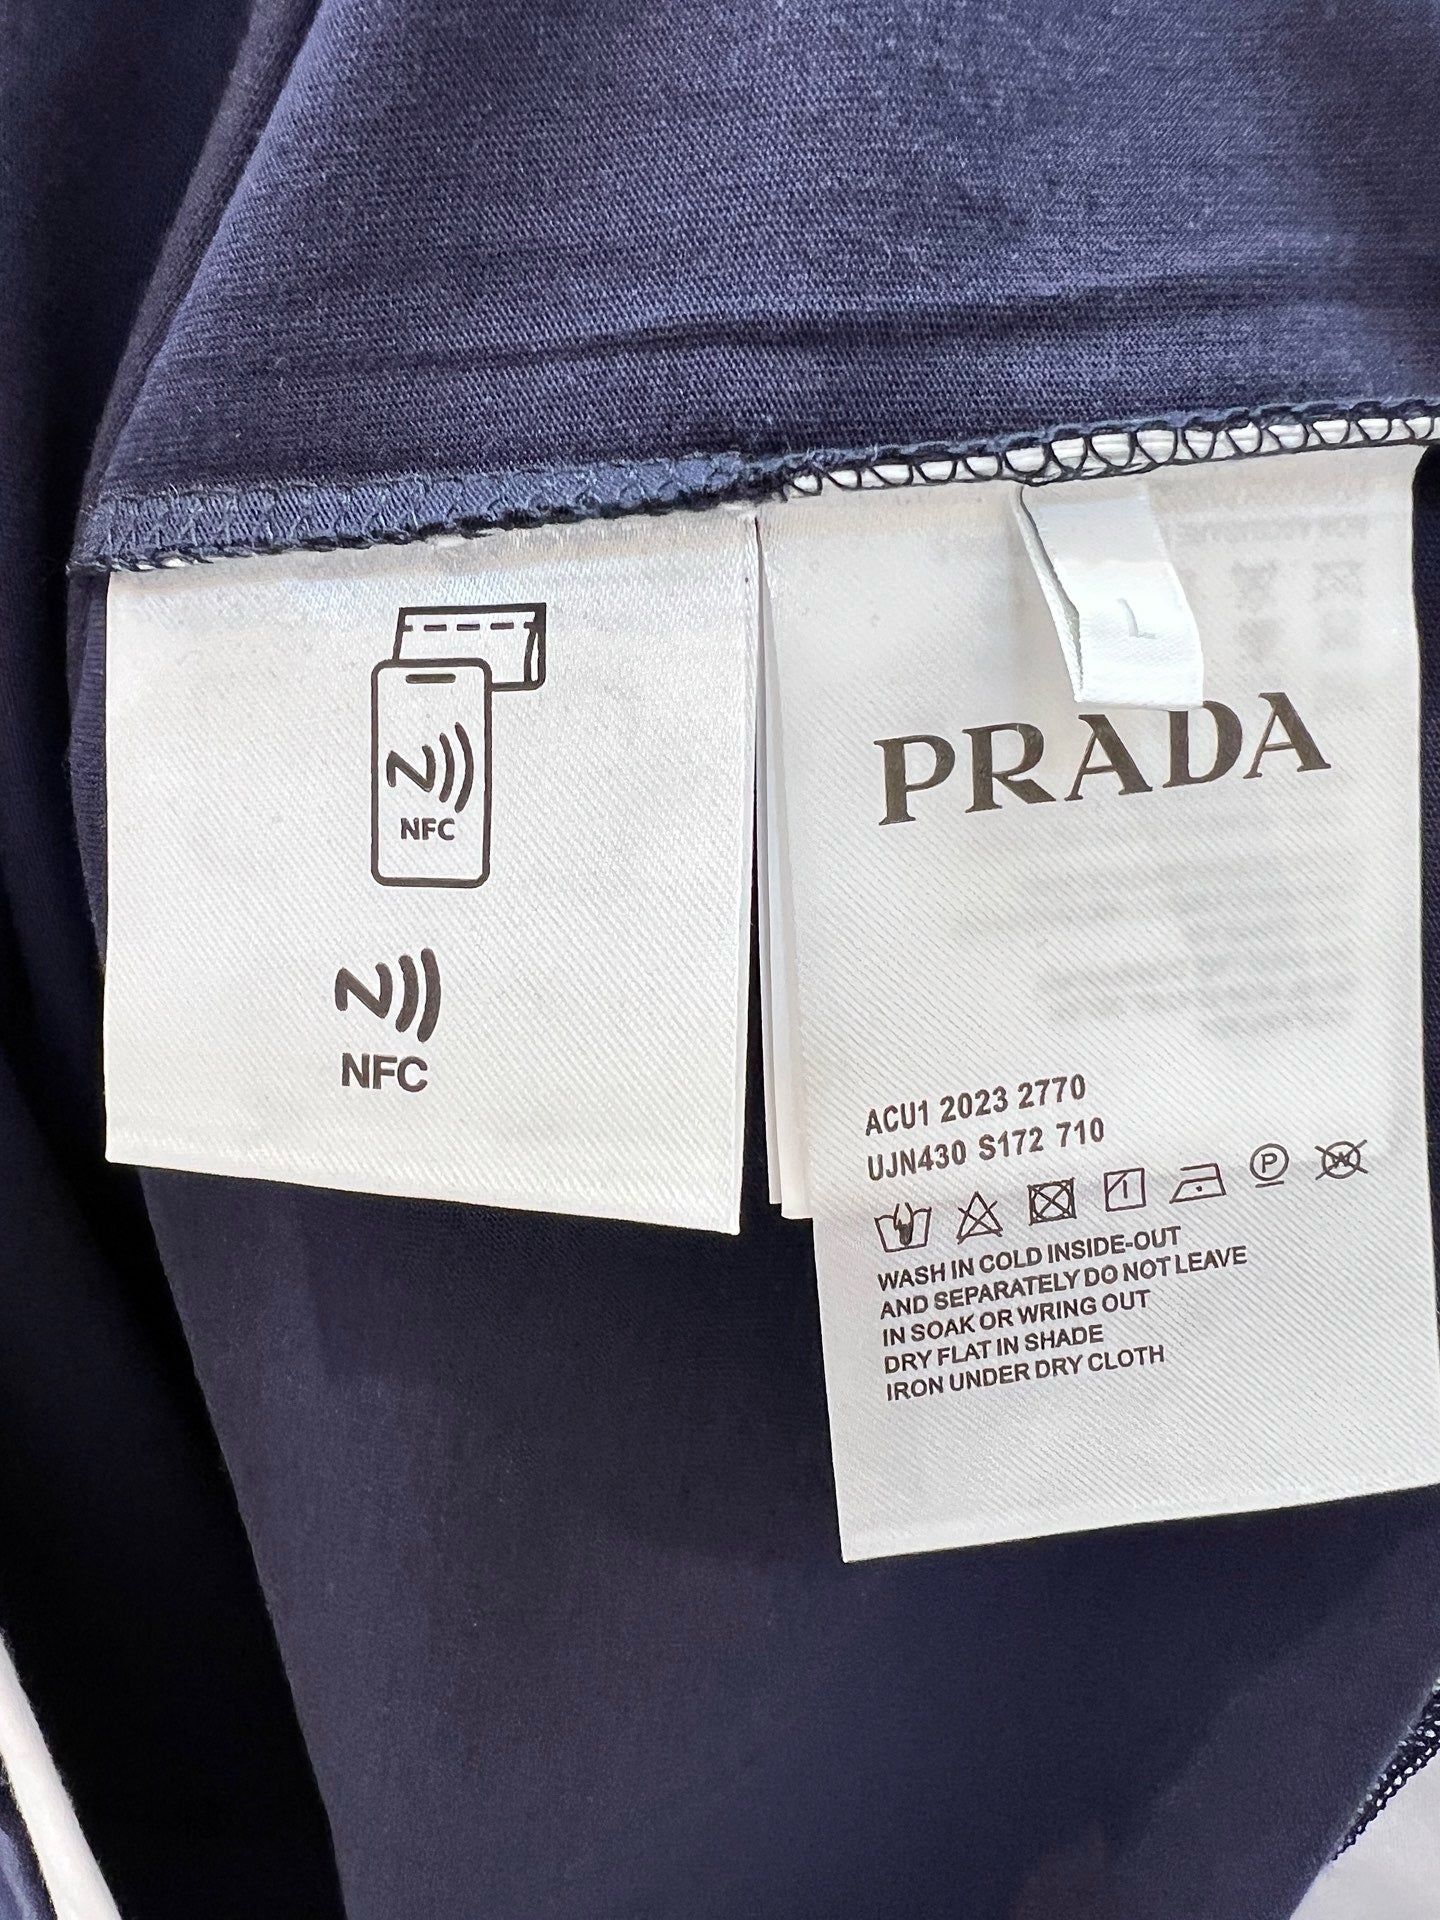 NFC
NFC
L
PRADA
ACU1 2023 2770
UJN430 S172 710
WASH IN COLD INSIDE-OUT
AND SEPARATELY DO NOT LEAVE
IN SOAK OR WRING OUT
DRY FLAT IN SHADE
IRON UNDER DRY CLOTH